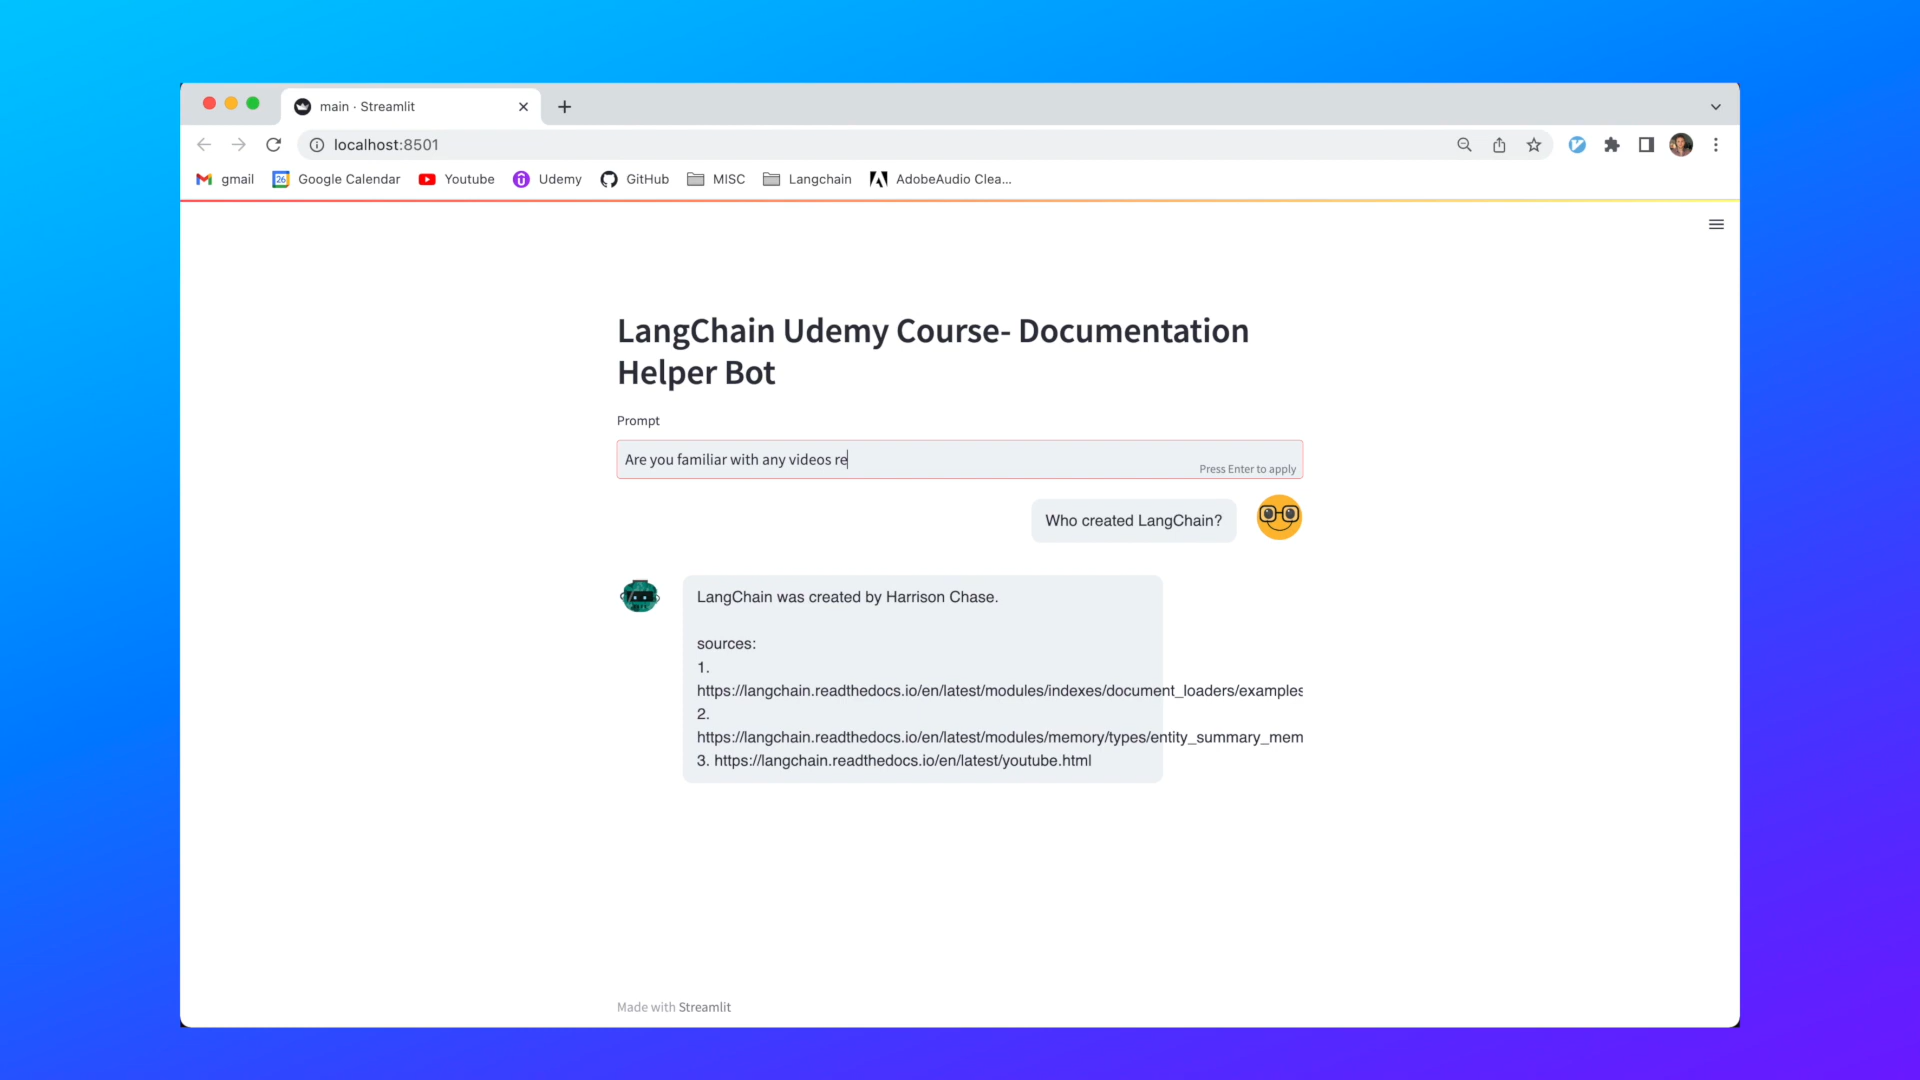 main · Streamlit
localhost:8501
gmail
26
Google Calendar
Youtube
Udemy
GitHub
MISC
Langchain
AdobeAudio Clea...
LangChain Udemy Course- Documentation
Helper Bot
Prompt
Are you familiar with any videos re
Press Enter to apply
Who created LangChain?
LangChain was created by Harrison Chase.
sources:
1.
https://langchain.readthedocs.io/en/latest/modules/indexes/document_loaders/examples
2.
https://langchain.readthedocs.io/en/latest/modules/memory/types/entity_summary_mem
3. https://langchain.readthedocs.io/en/latest/youtube.html
Made with Streamlit